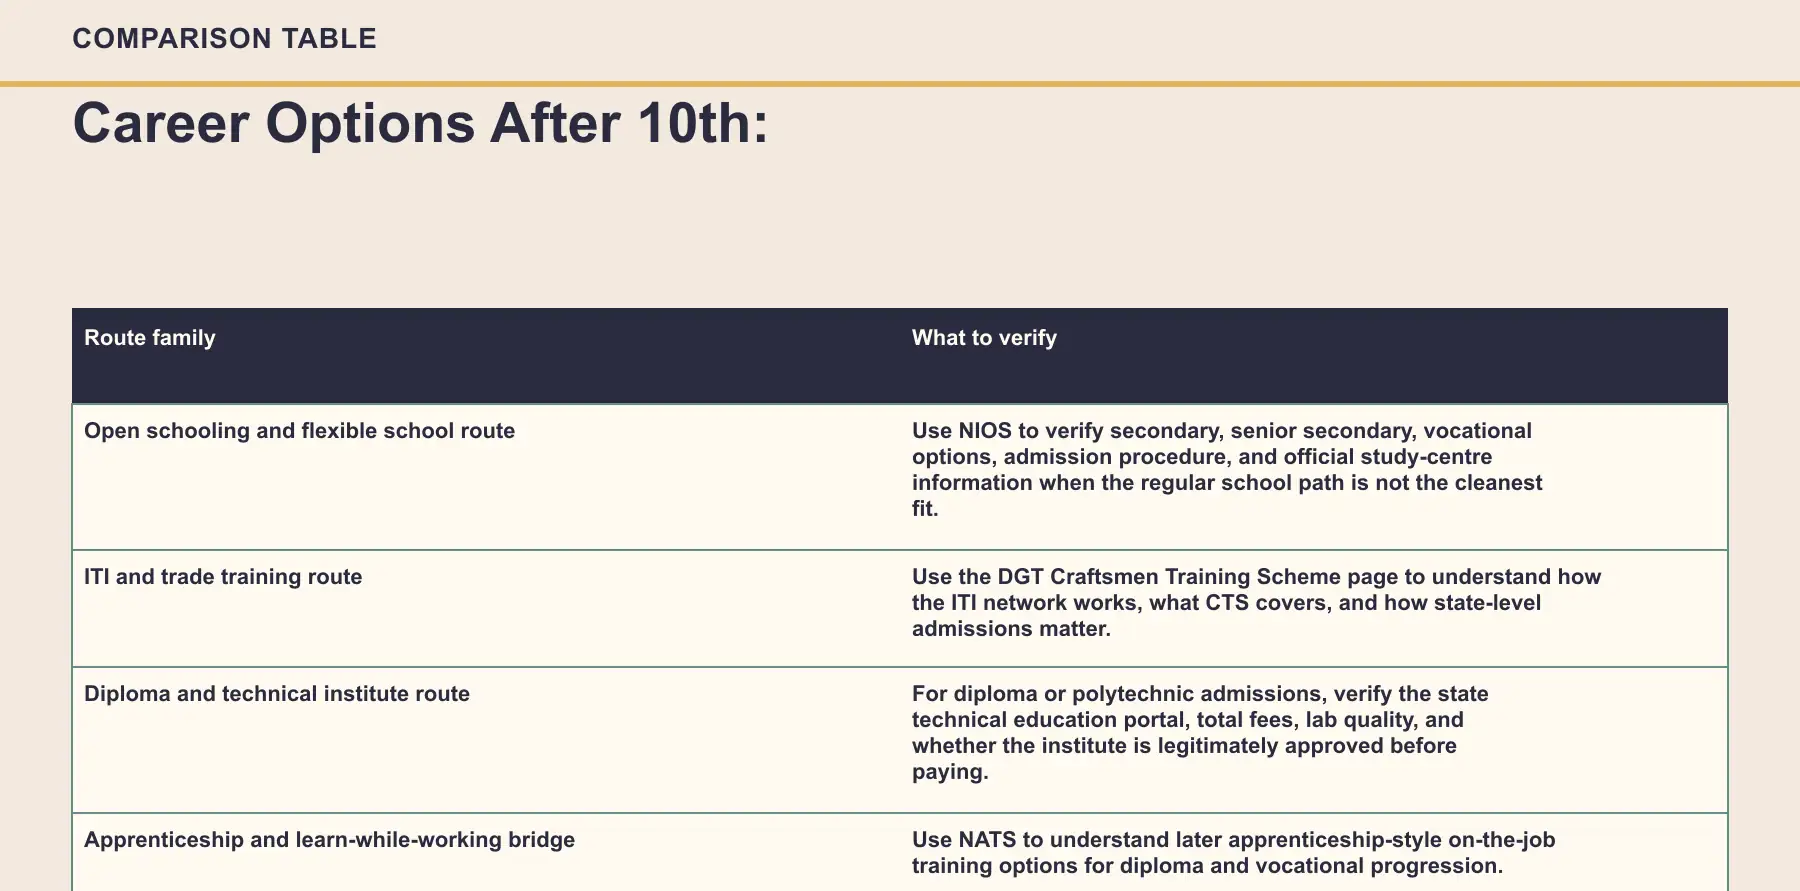 COMPARISON TABLE
Career Options After 10th:
Route family
What to verify
Open schooling and flexible school route
Use NIOS to verify secondary, senior secondary, vocational
options, admission procedure, and official study-centre
information when the regular school path is not the cleanest
fit.
ITI and trade training route
Use the DGT Craftsmen Training Scheme page to understand how
the ITI network works, what CTS covers, and how state-level
admissions matter.
Diploma and technical institute route
For diploma or polytechnic admissions, verify the state
technical education portal, total fees, lab quality, and
whether the institute is legitimately approved before
paying.
Apprenticeship and learn-while-working bridge
Use NATS to understand later apprenticeship-style on-the-job
training options for diploma and vocational progression.